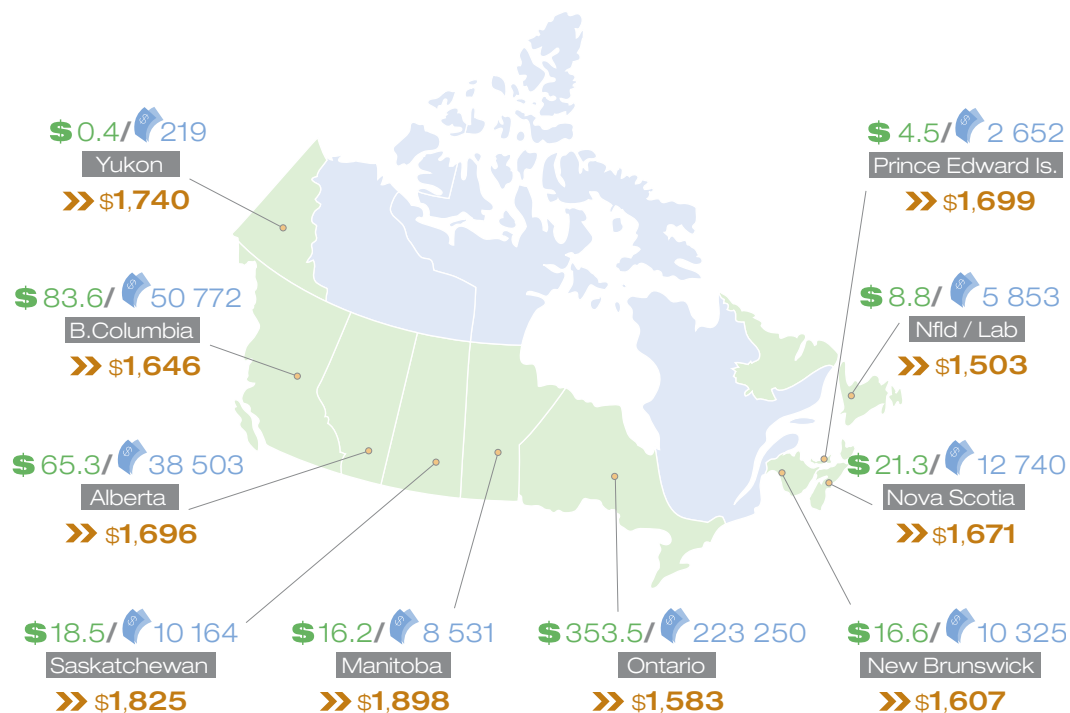 $ 0.4/ 219
Yukon
$1,740
$ 83.6/ 50 772
B.Columbia
$1,646
$ 65.3/ 38 503
Alberta
$1,696
$ 18.5/ 10 164
Saskatchewan
$1,825
$ 16.2/ 8 531
Manitoba
$1,898
$ 353.5/ 223 250
Ontario
$1,583
$ 4.5/ 2 652
Prince Edward Is.
$1,699
$ 8.8/ 5 853
Nfld / Lab
$1,503
$ 21.3/ 12 740
Nova Scotia
$1,671
$ 16.6/ 10 325
New Brunswick
$1,607